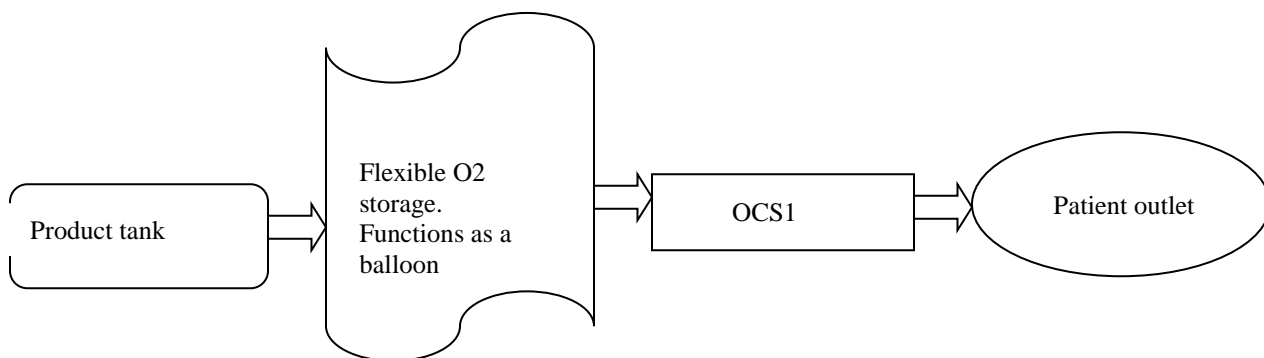 Product tank
Flexible O2
storage.
Functions as a
balloon
OCS1
Patient outlet